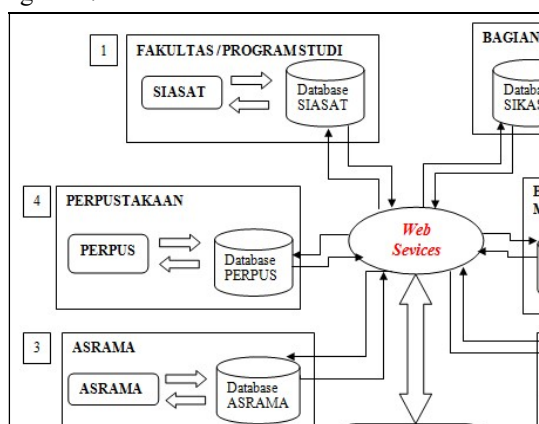 1
FAKULTAS / PROGRAM STUDI
BAGIAN
SIASAT
Database
SIASAT
4
PERPUSTAKAAN
PERPUS
Database
PERPUS
Web
Sevices
3
ASRAMA
ASRAMA
Database
ASRAMA